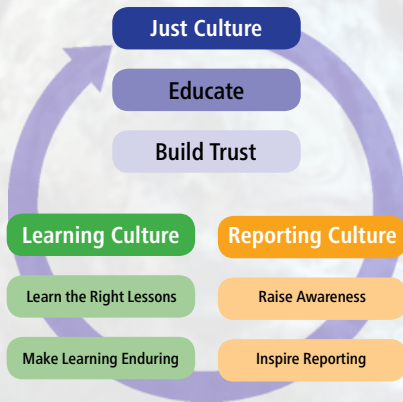 Just Culture
Educate
Build Trust
Learning Culture
Learn the Right Lessons
Make Learning Enduring
Reporting Culture
Raise Awareness
Inspire Reporting